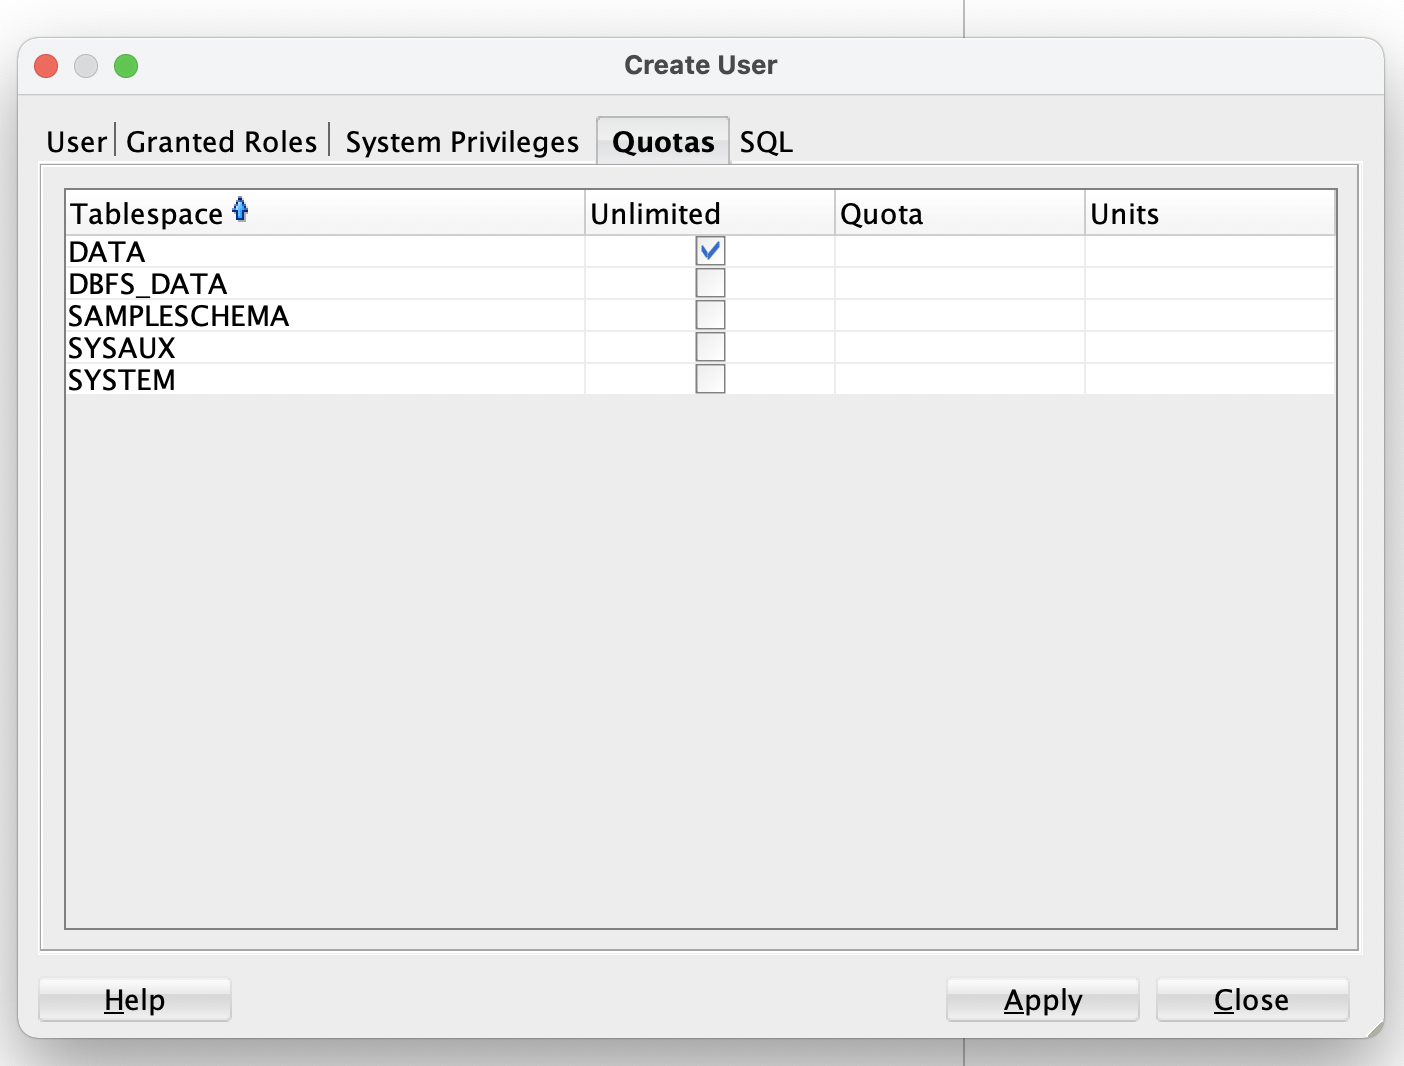 Create User
User Granted Roles System Privileges Quotas SQL
Tablespace Unlimited Quota Units
DATA
DBFS_DATA
SAMPLESCHEMA
SYSAUX
SYSTEM
Help Apply Close